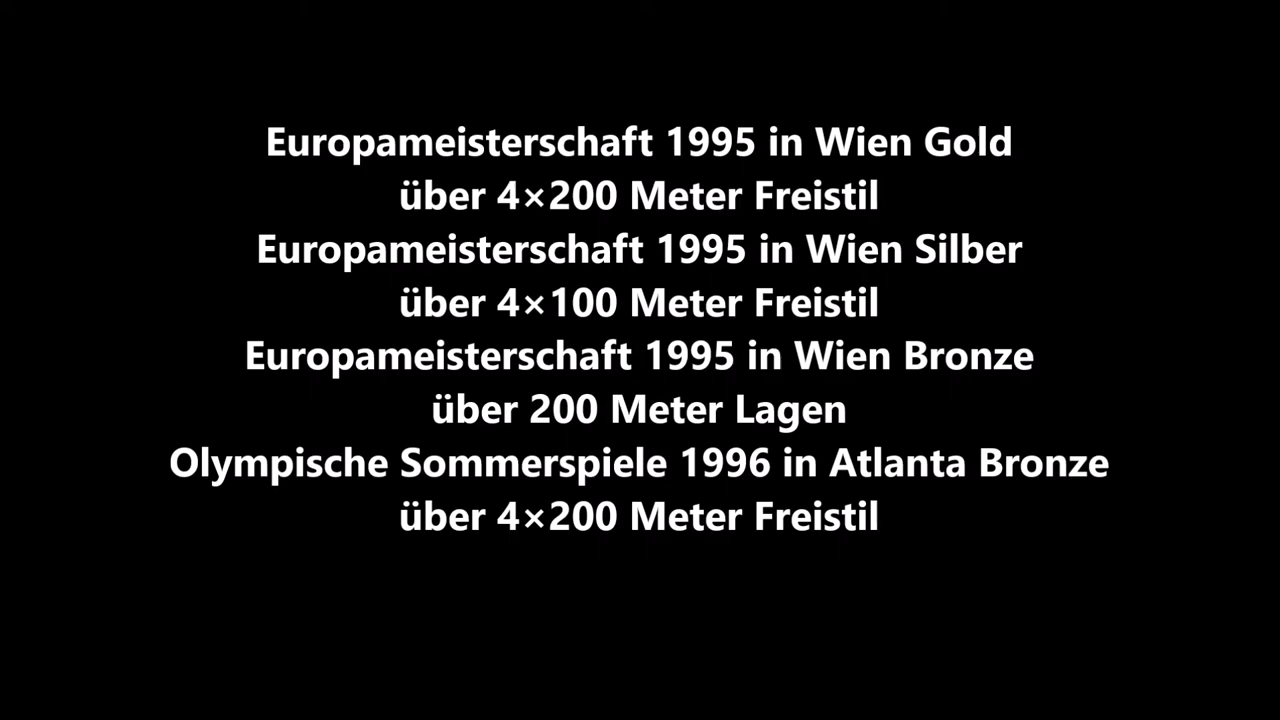 Europameisterschaft 1995 in Wien Gold
über 4×200 Meter Freistil
Europameisterschaft 1995 in Wien Silber
über 4×100 Meter Freistil
Europameisterschaft 1995 in Wien Bronze
über 200 Meter Lagen
Olympische Sommerspiele 1996 in Atlanta Bronze
über 4×200 Meter Freistil